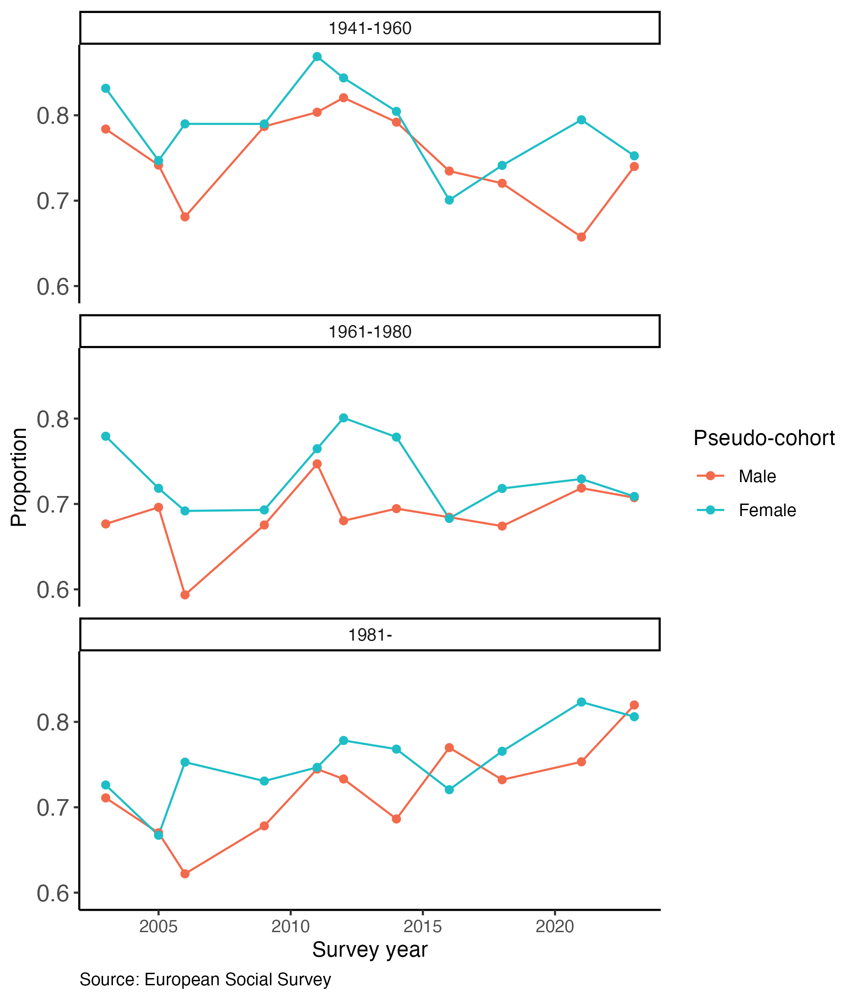 1941-1960
0.8
0.7
0.6
1961-1980
0.8
0.7
0.6
Proportion
1981-
0.8
0.7
0.6
2005 2010 2015 2020
Survey year
Source: European Social Survey
Pseudo-cohort
Male
Female